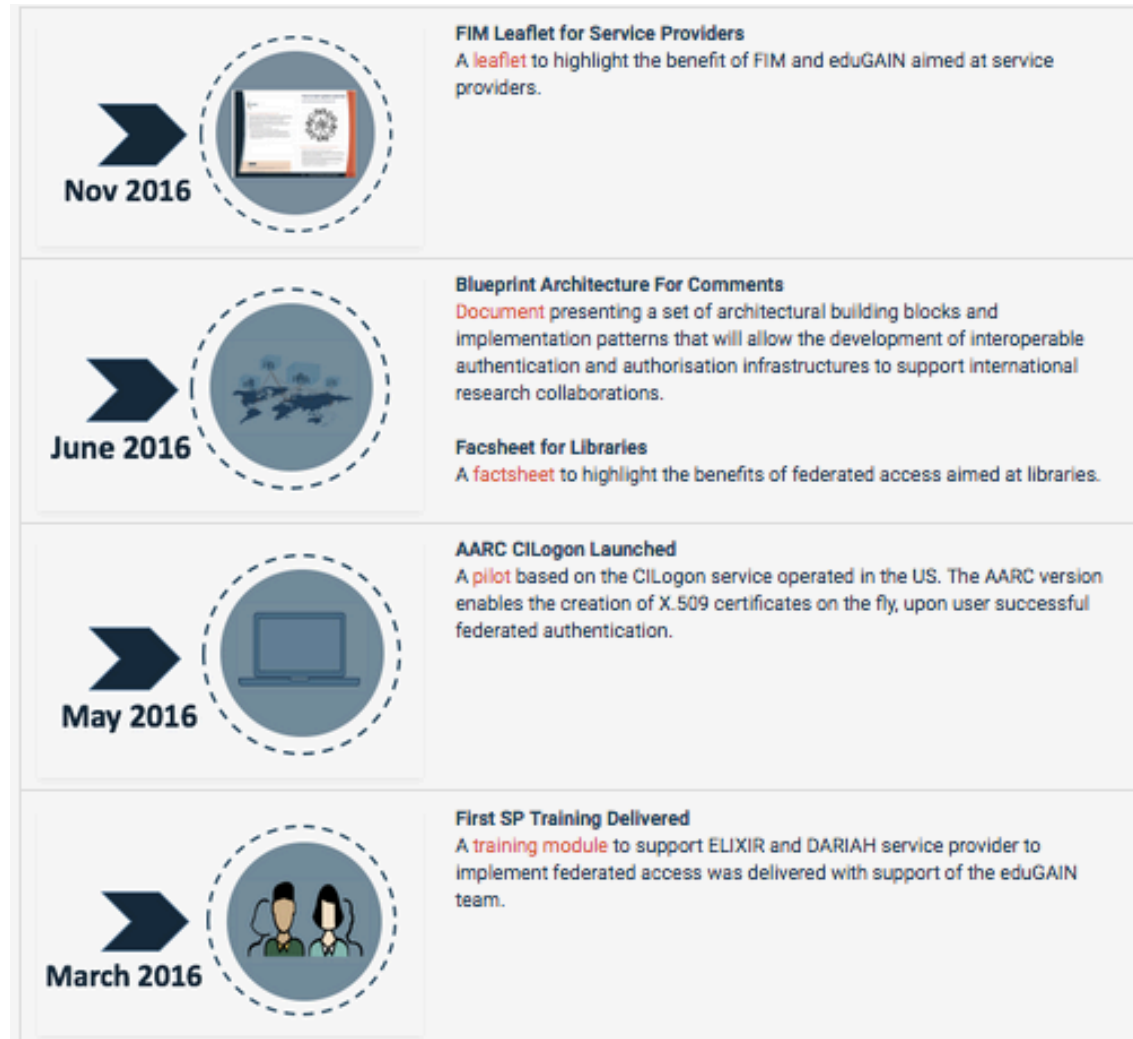 FIM Leaflet for Service Providers
A leaflet to highlight the benefit of FIM and eduGAIN aimed at service
providers.
Nov 2016
Blueprint Architecture For Comments
Document presenting a set of architectural building blocks and
implementation patterns that will allow the development of interoperable
authentication and authorisation infrastructures to support international
research collaborations.
June 2016
Facsheet for Libraries
A factsheet to highlight the benefits of federated access aimed at libraries.
AARC CILogon Launched
A pilot based on the CILogon service operated in the US. The AARC version
enables the creation of X.509 certificates on the fly, upon user successful
federated authentication.
May 2016
First SP Training Delivered
A training module to support ELIXIR and DARIAH service provider to
implement federated access was delivered with support of the eduGAIN
team.
March 2016